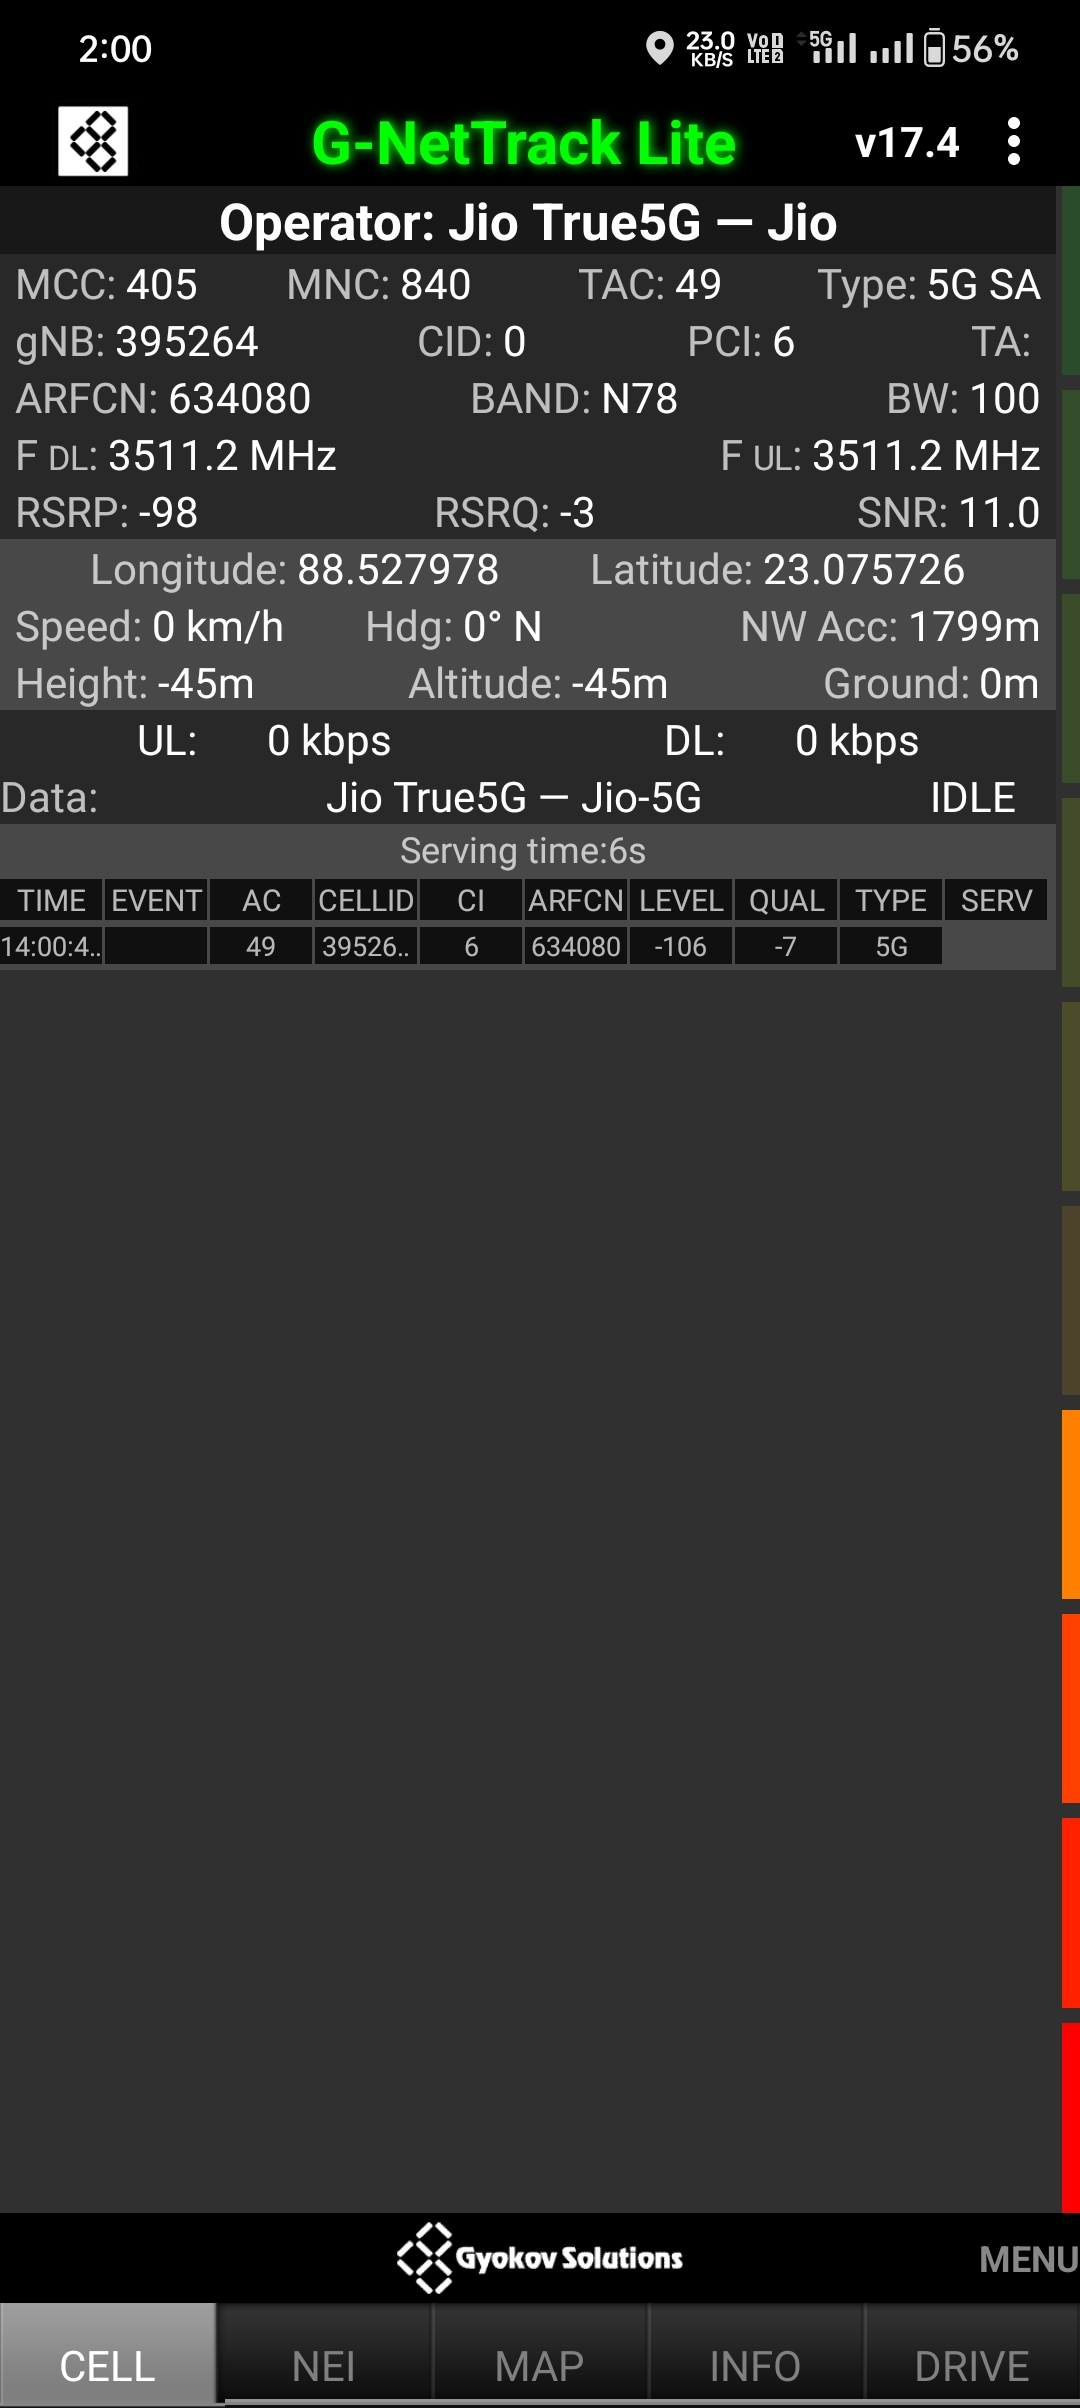 2:00 23.0 KB/S Vo 1 LTE 2 5G 56%
G-NetTrack Lite v17.4
Operator: Jio True5G — Jio
MCC: 405 MNC: 840 TAC: 49 Type: 5G SA
gNB: 395264 CID: 0 PCI: 6 TA:
ARFCN: 634080 BAND: N78 BW: 100
F DL: 3511.2 MHz F UL: 3511.2 MHz
RSRP: -98 RSRQ: -3 SNR: 11.0
Longitude: 88.527978 Latitude: 23.075726
Speed: 0 km/h Hdg: 0° N NW Acc: 1799m
Height: -45m Altitude: -45m Ground: 0m
UL: 0 kbps DL: 0 kbps
Data: Jio True5G — Jio-5G IDLE
Serving time:6s
TIME EVENT AC CELLID CI ARFCN LEVEL QUAL TYPE SERV
14:00:4.. 49 39526.. 6 634080 -106 -7 5G
Gyokov Solutions MENU
CELL NEI MAP INFO DRIVE